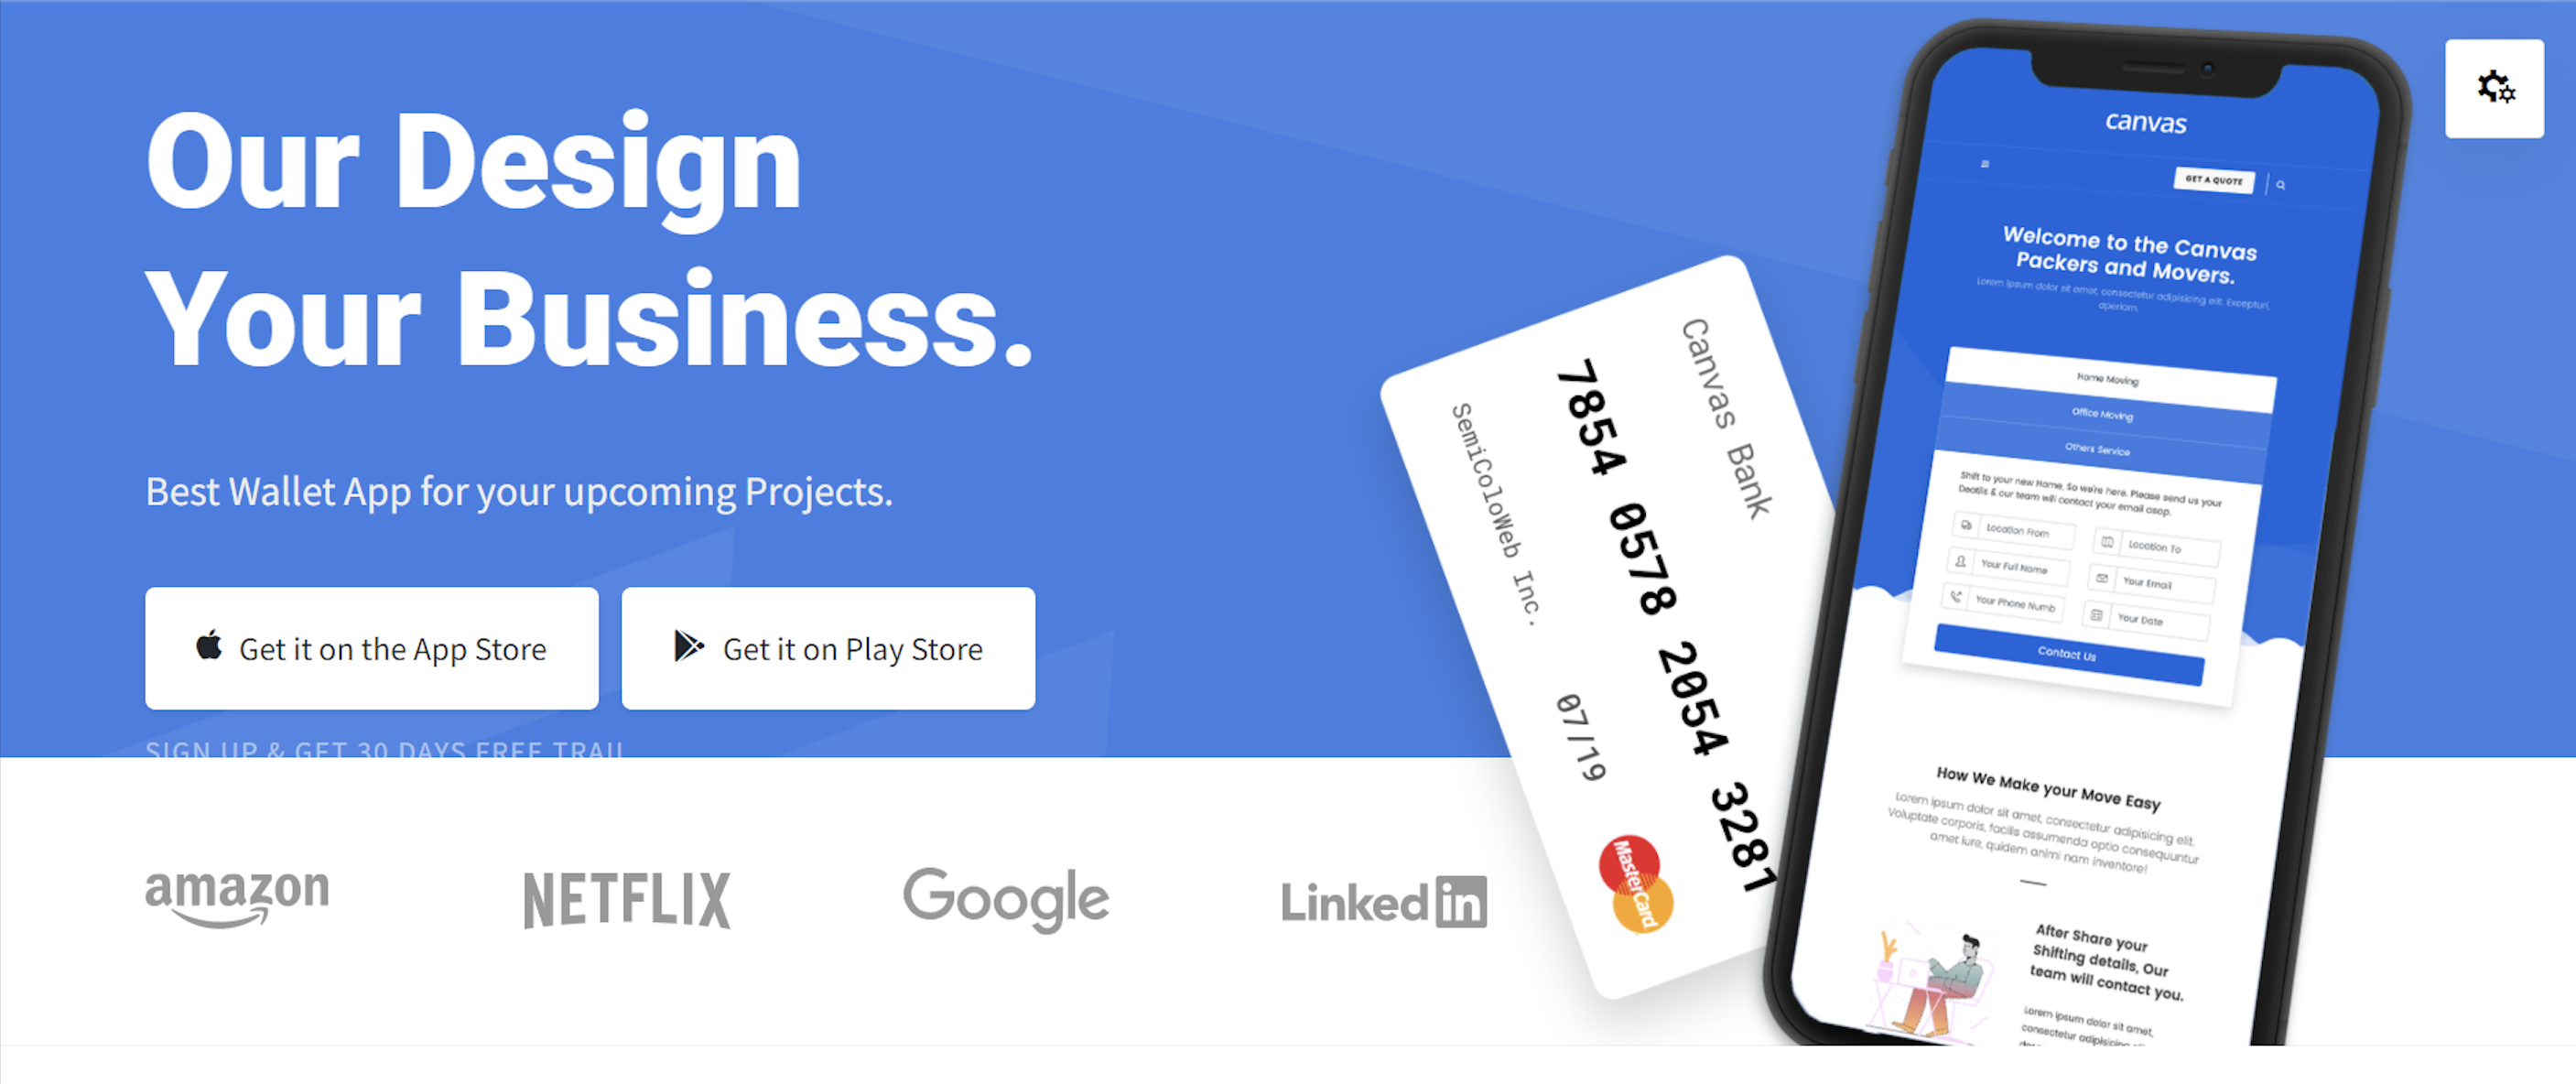 Our Design
Your Business.
Best Wallet App for your upcoming Projects.
Get it on the App Store
Get it on Play Store
SIGN UP & GET 30 DAYS FREE TRAIL
amazon
NETFLIX
Google
Linked in
Canvas Bank
7854 0578 2054 3281
SemiColoWeb Inc.
07/19
MasterCard
canvas
GET A QUOTE
Welcome to the Canvas
Packers and Movers.
Lorem ipsum dolor sit amet, consectetur adipisicing elit. Excepturi,
aperiam.
Home Moving
Office Moving
Others Service
Shift to your new Home, So we're here. Please send us your
Deatils & our team will contact your email asap.
Location From
Location To
Your Full Name
Your Email
Your Phone Numb
Your Date
Contact Us
How We Make your Move Easy
Lorem ipsum dolor sit amet, consectetur adipisicing elit.
Voluptate corporis, facilis assumenda optio consequuntur
amet iure, quidem animi nam inventore!
After Share your
Shifting details, Our
team will contact you.
Lorem ipsum dolor sit amet,
consectetur adipisicing